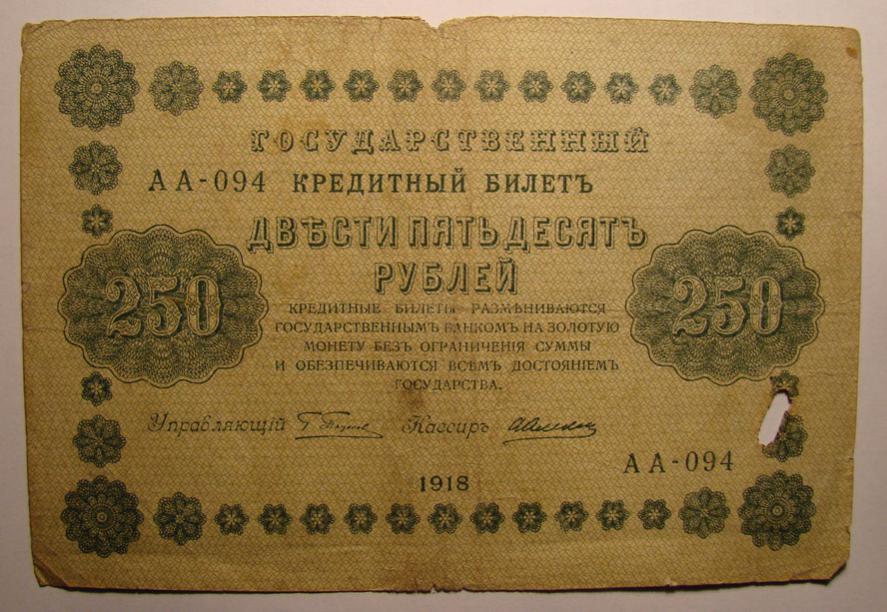 ГОСУДАРСТВЕННЫЙ
АА-094 КРЕДИТНЫЙ БИЛЕТЪ
ДВѢСТИ ПЯТЬДЕСЯТЪ
РУБЛЕЙ
250
250
КРЕДИТНЫЕ БИЛЕТЫ РАЗМѢНИВАЮТСЯ
ГОСУДАРСТВЕННЫМЪ БАНКОМЪ НА ЗОЛОТУЮ
МОНЕТУ БЕЗЪ ОГРАНИЧЕНІЯ СУММЫ
И ОБЕЗПЕЧИВАЮТСЯ ВСѢМЪ ДОСТОЯНІЕМЪ
ГОСУДАРСТВА.
Управляющій Кассиръ
АА-094
1918